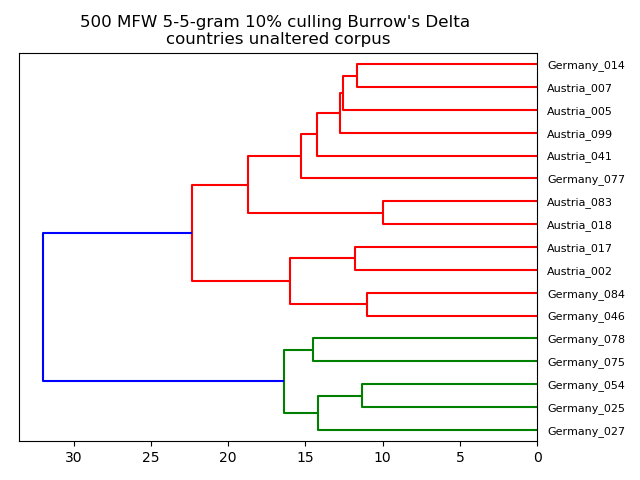 500 MFW 5-5-gram 10% culling Burrow's Delta
countries unaltered corpus
Germany_014
Austria_007
Austria_005
Austria_099
Austria_041
Germany_077
Austria_083
Austria_018
Austria_017
Austria_002
Germany_084
Germany_046
Germany_078
Germany_075
Germany_054
Germany_025
Germany_027
30 25 20 15 10 5 0